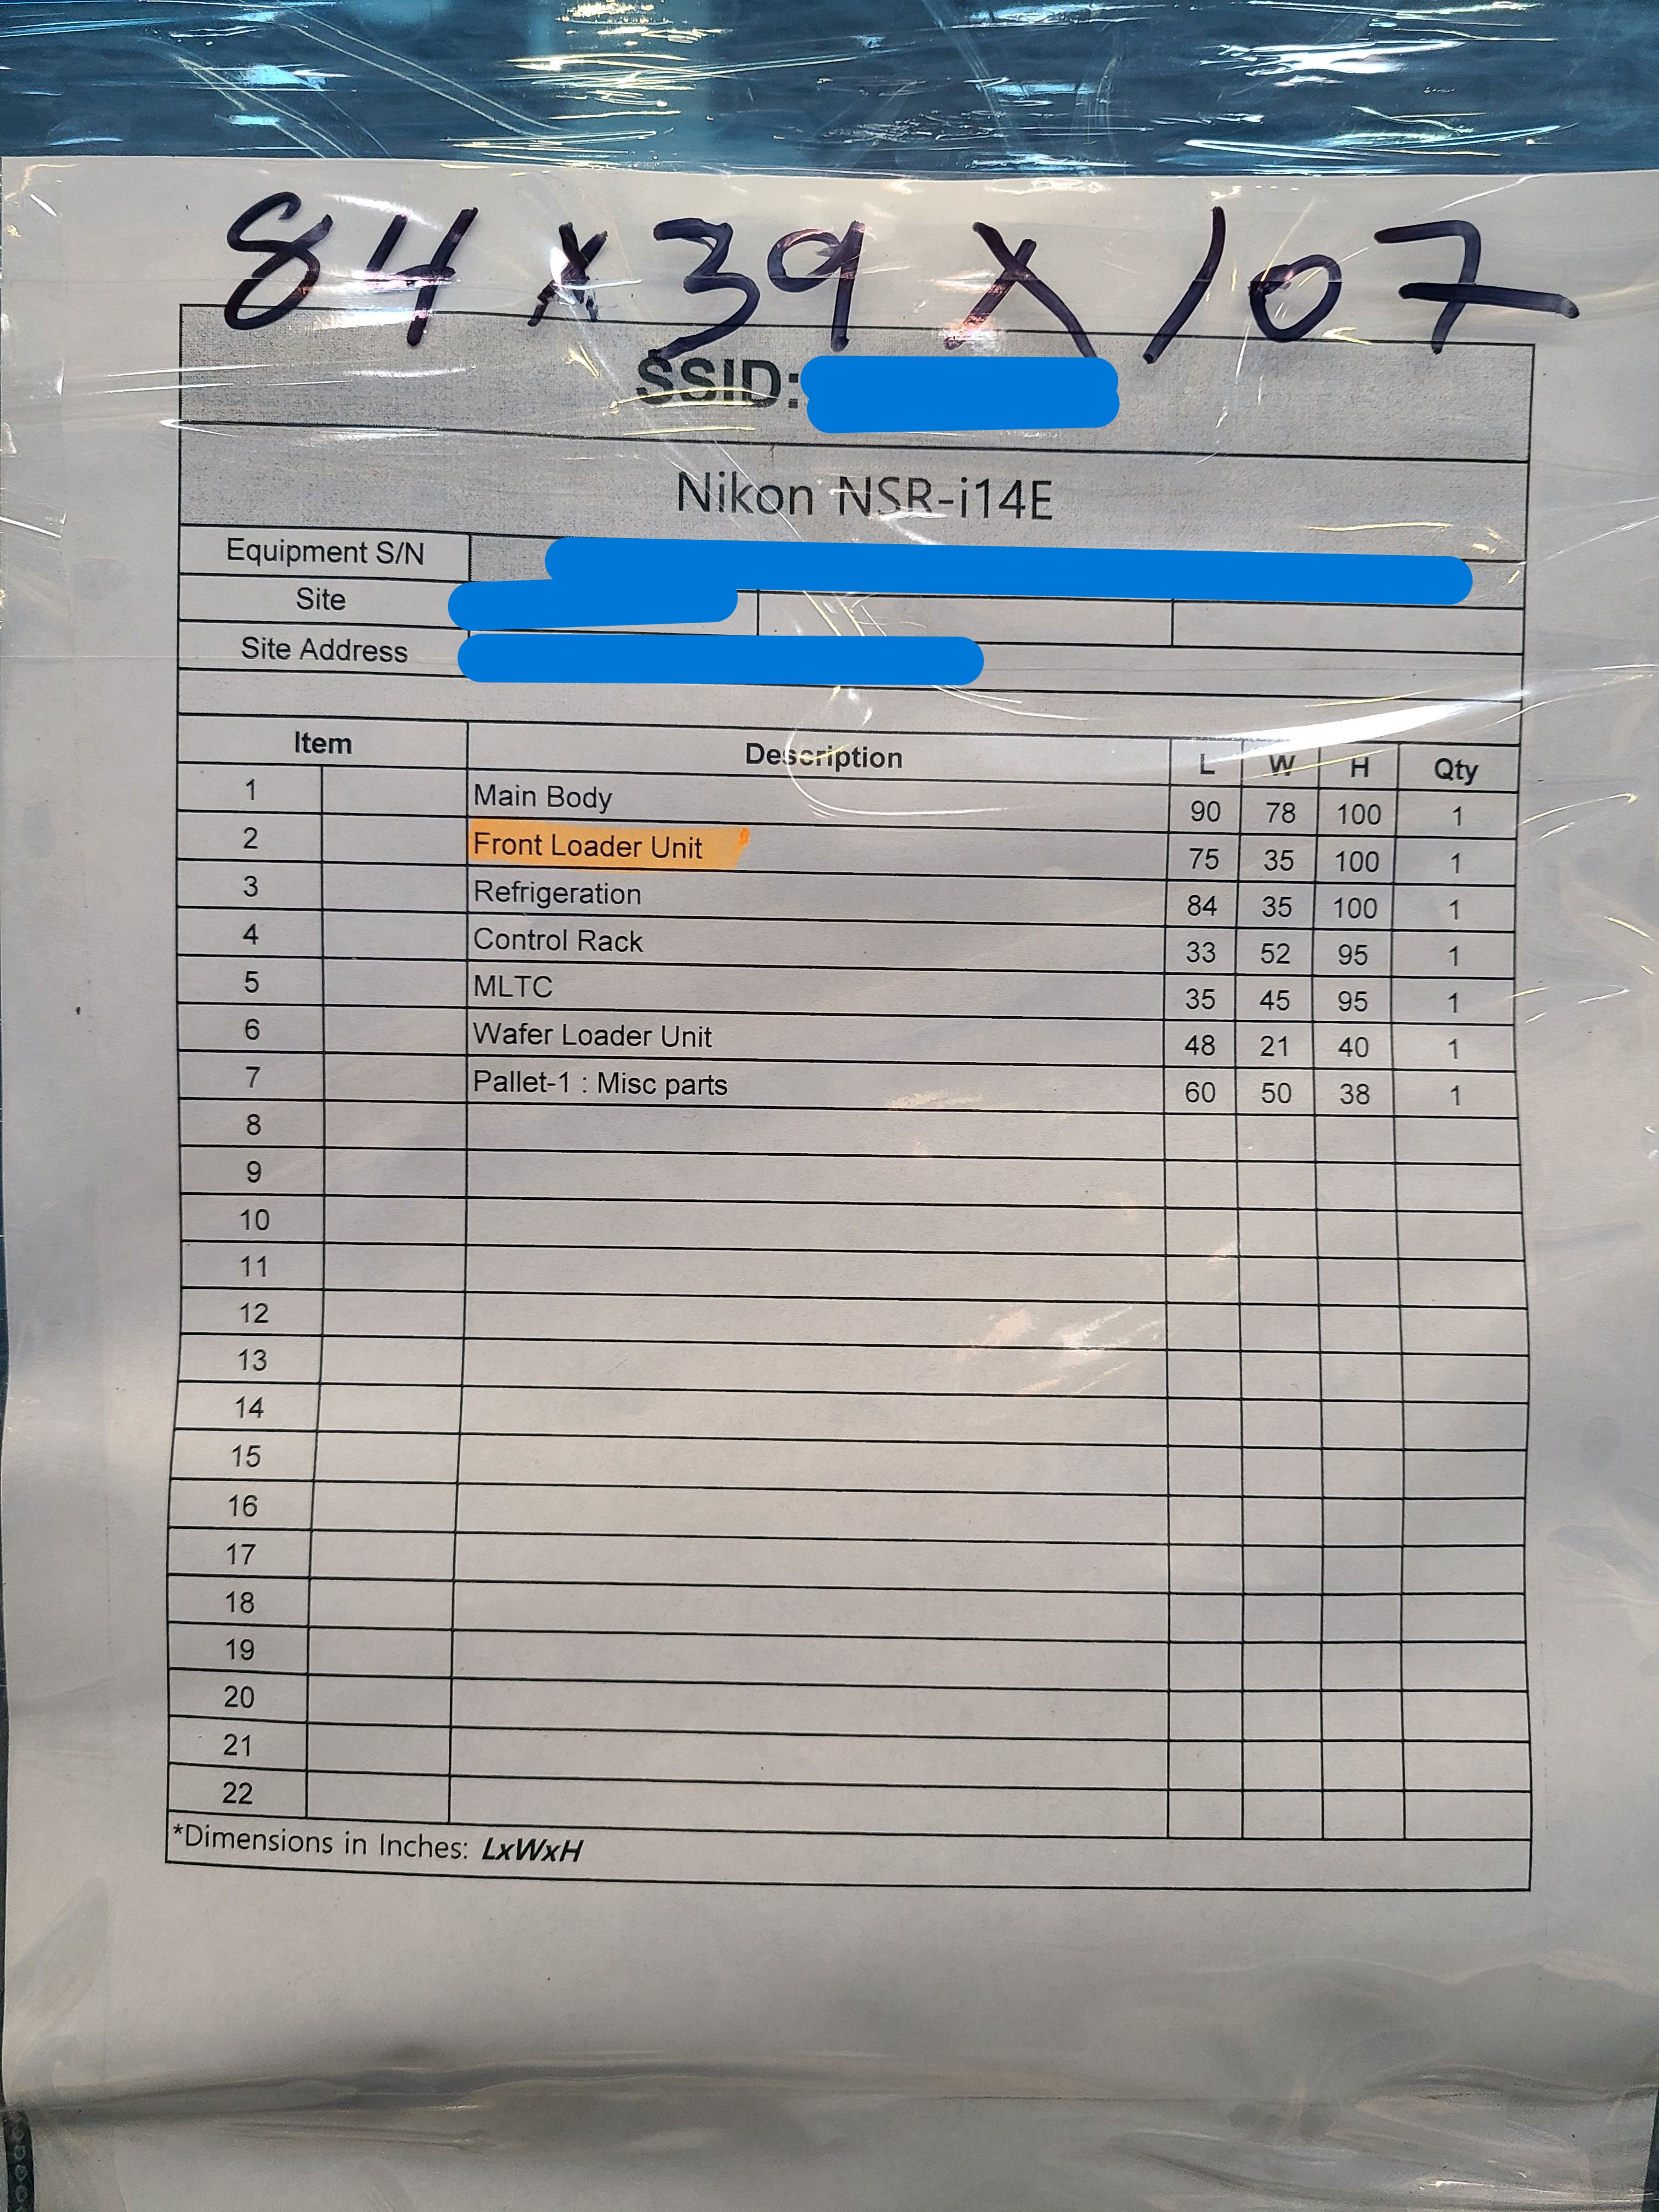 84 x 39 x 107
SSID:
Nikon NSR-i14E
Equipment S/N
Site
Site Address
Item Description L W H Qty
1 Main Body 90 78 100 1
2 Front Loader Unit 75 35 100 1
3 Refrigeration 84 35 100 1
4 Control Rack 33 52 95 1
5 MLTC 35 45 95 1
6 Wafer Loader Unit 48 21 40 1
7 Pallet-1 : Misc parts 60 50 38 1
8
9
10
11
12
13
14
15
16
17
18
19
20
21
22
*Dimensions in Inches: LxWxH